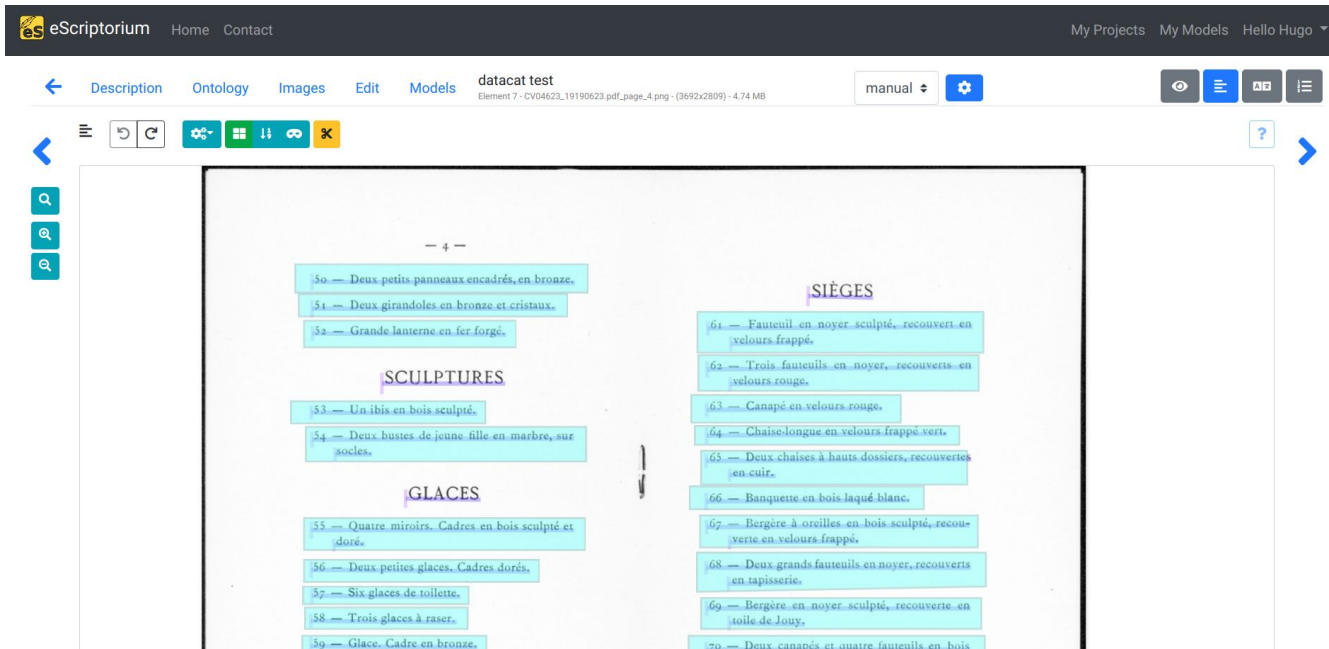 eScriptorium Home Contact My Projects My Models Hello Hugo
Description Ontology Images Edit Models datacat test manual
Element 7 - CV04623_19190623.pdf_page_4.png - (3692x2809) - 4.74 MB
?
— 4 —
50 — Deux petits panneaux encadrés, en bronze.
51 — Deux girandoles en bronze et cristaux.
52 — Grande lanterne en fer forgé.
SCULPTURES
53 — Un ibis en bois sculpté.
54 — Deux bustes de jeune fille en marbre, sur
socles.
GLACES
55 — Quatre miroirs. Cadres en bois sculpté et
doré.
56 — Deux petites glaces. Cadres dorés.
57 — Six glaces de toilette.
58 — Trois glaces à raser.
59 — Glace. Cadre en bronze.
SIÈGES
61 — Fauteuil en noyer sculpté, recouvert en
velours frappé.
62 — Trois fauteuils en noyer, recouverts en
velours rouge.
63 — Canapé en velours rouge.
64 — Chaise-longue en velours frappé vert.
65 — Deux chaises à hauts dossiers, recouvertes
en cuir.
66 — Banquette en bois laqué blanc.
67 — Bergère à oreilles en bois sculpté, recou-
verte en velours frappé.
68 — Deux grands fauteuils en noyer, recouverts
en tapisserie.
69 — Bergère en noyer sculpté, recouverte en
toile de Jouy.
70 — Deux canapés et quatre fauteuils en bois